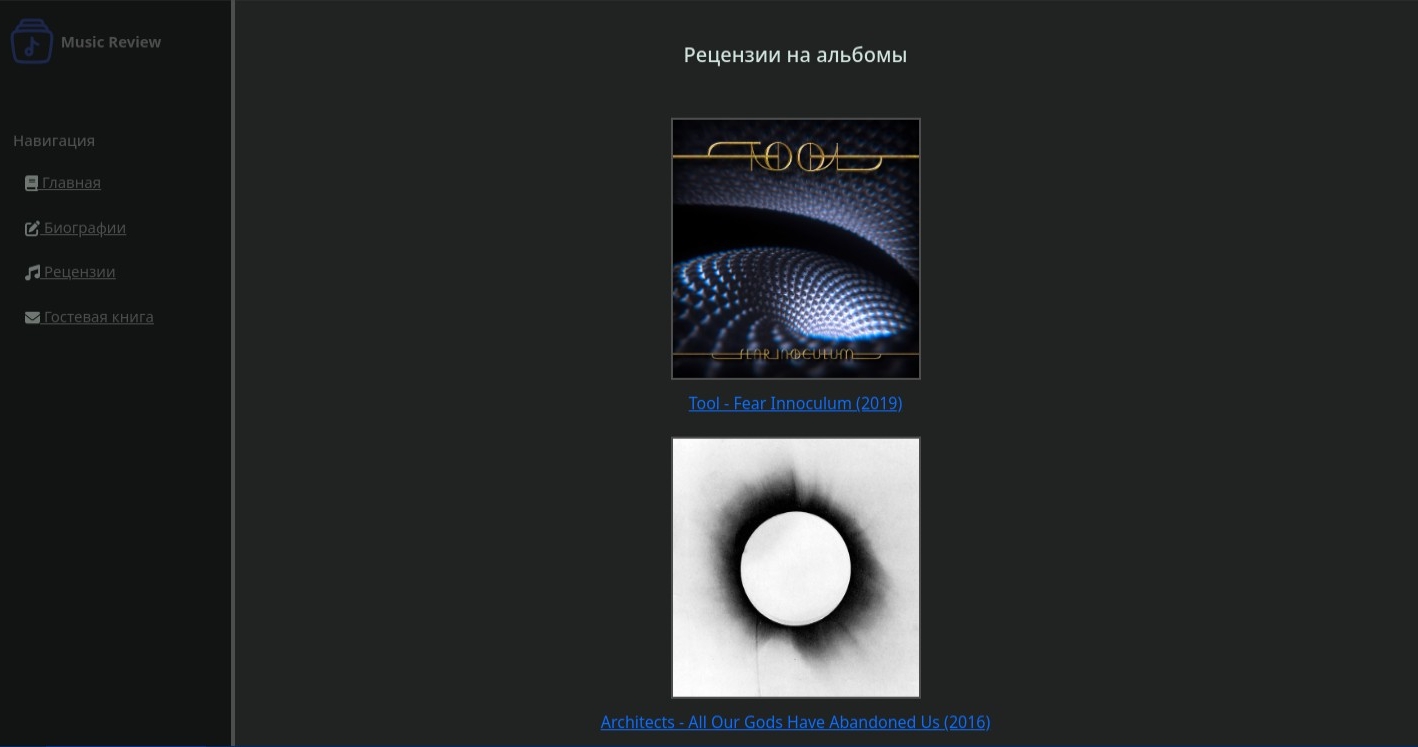 Music Review
Навигация
Главная
Биографии
Рецензии
Гостевая книга
Рецензии на альбомы
TOOL
FEAR INOCULUM
Tool - Fear Innoculum (2019)
Architects - All Our Gods Have Abandoned Us (2016)